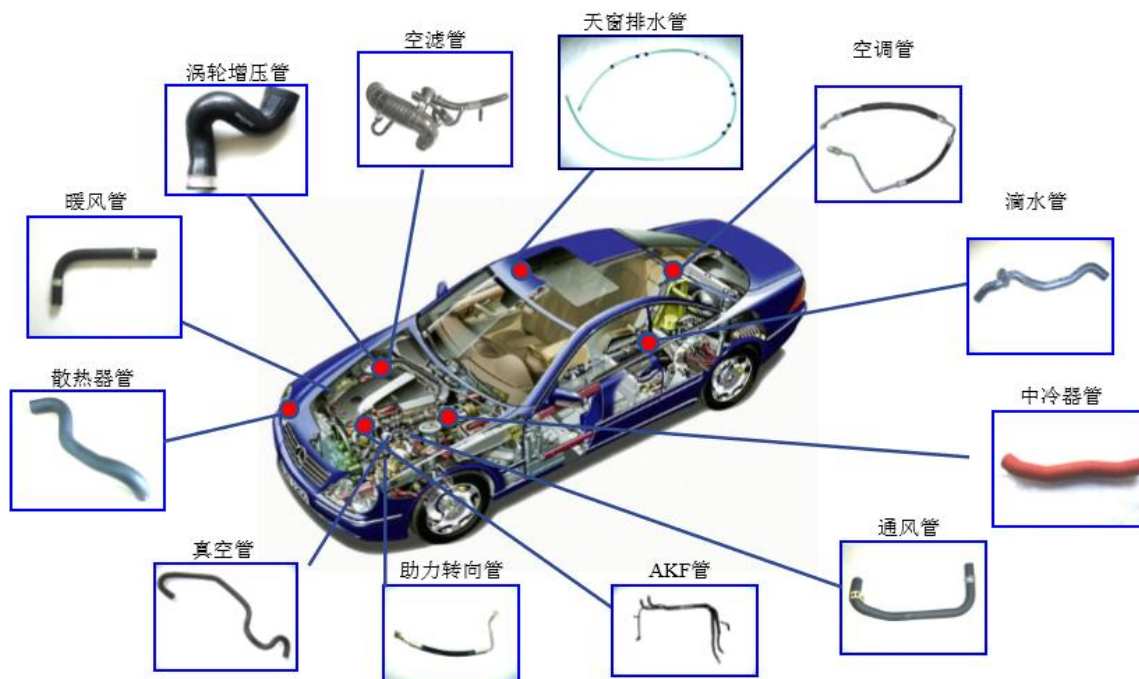 天窗排水管
空滤管
空调管
涡轮增压管
暖风管
滴水管
散热器管
中冷器管
通风管
真空管
助力转向管
AKF管